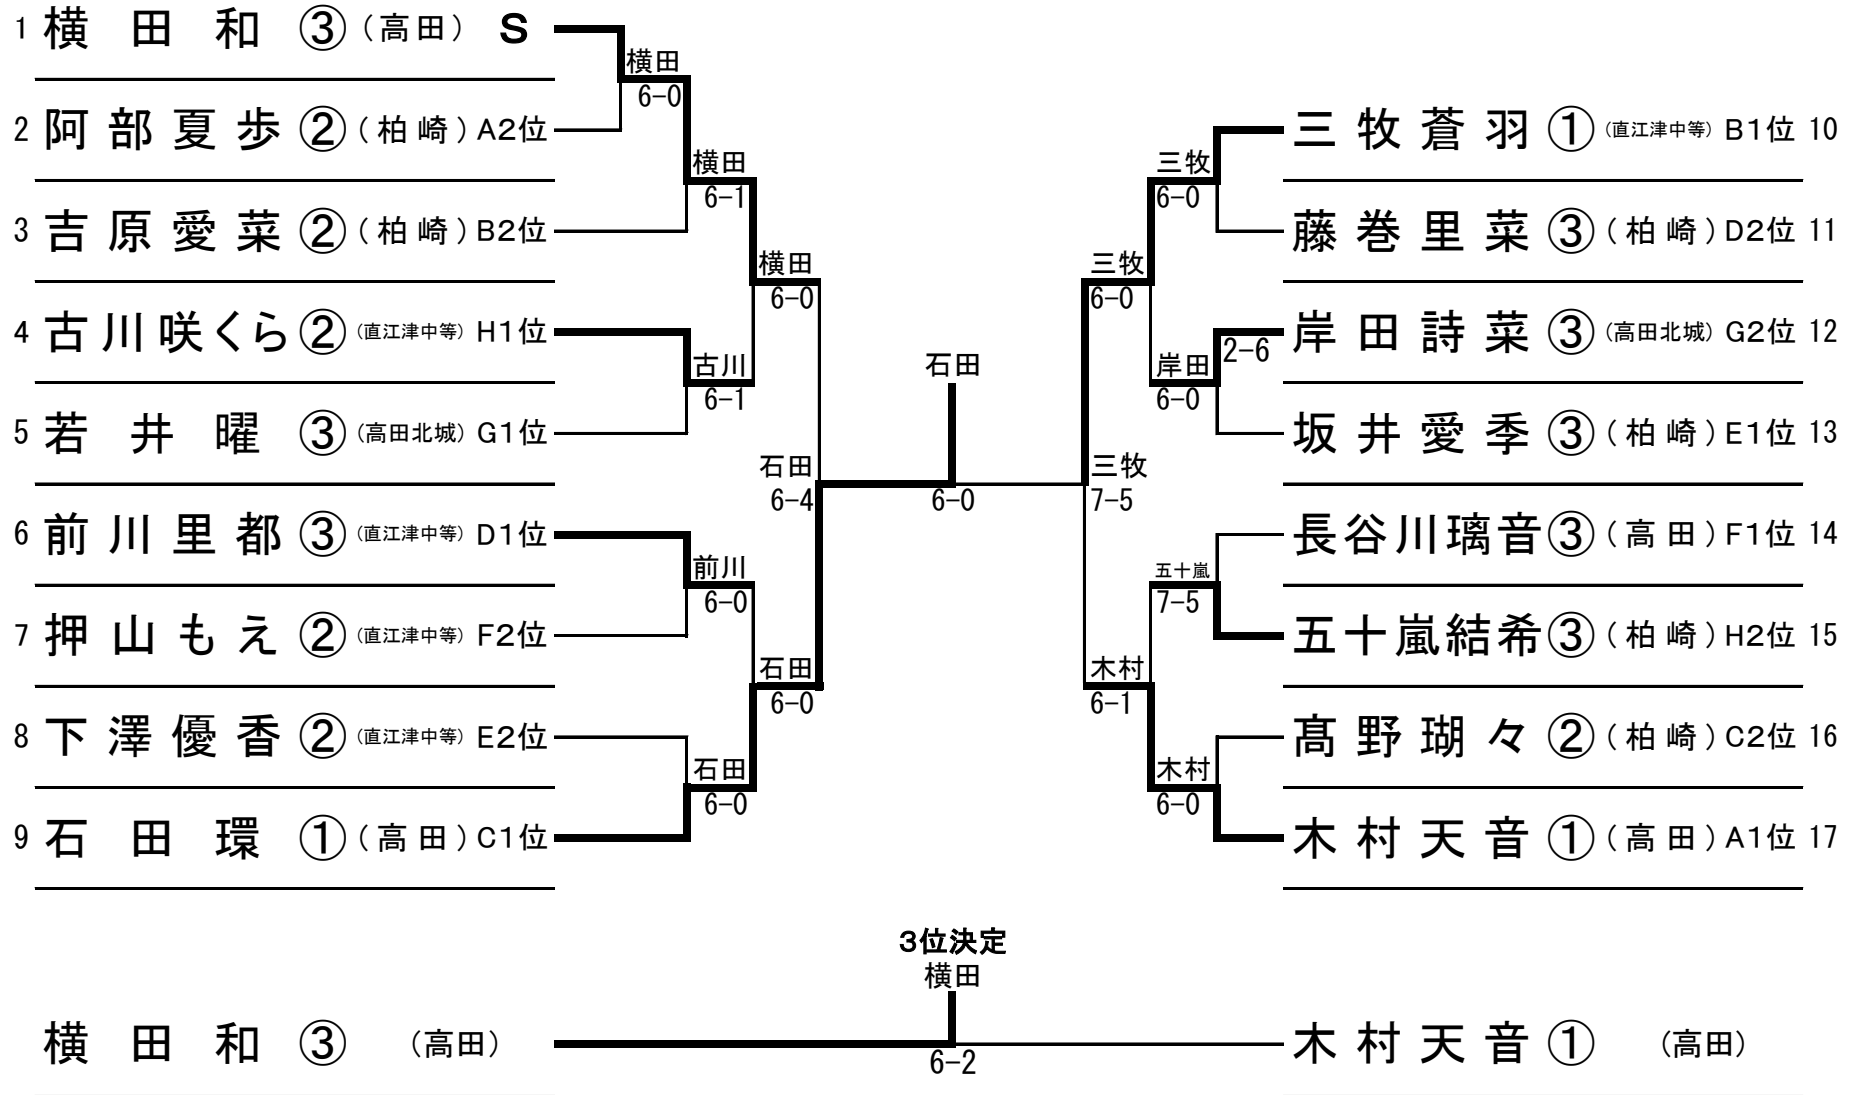 1 横田和 ③ (高田) S
横田
6-0
2 阿部夏歩 ② (柏崎) A2位
横田
6-1
3 吉原愛菜 ② (柏崎) B2位
横田
6-0
4 古川咲くら ② (直江津中等) H1位
古川
6-1
5 若井曜 ③ (高田北城) G1位
石田
6-4
6 前川里都 ③ (直江津中等) D1位
前川
6-0
7 押山もえ ② (直江津中等) F2位
石田
6-0
8 下澤優香 ② (直江津中等) E2位
石田
6-0
9 石田環 ① (高田) C1位
石田
6-0
三牧蒼羽 ① (直江津中等) B1位 10
三牧
6-0
藤巻里菜 ③ (柏崎) D2位 11
三牧
6-0
岸田詩菜 ③ (高田北城) G2位 12
2-6
岸田
6-0
坂井愛季 ③ (柏崎) E1位 13
三牧
7-5
長谷川璃音 ③ (高田) F1位 14
五十嵐
7-5
五十嵐結希 ③ (柏崎) H2位 15
木村
6-1
髙野瑚々 ② (柏崎) C2位 16
木村
6-0
木村天音 ① (高田) A1位 17
3位決定
横田
横田和 ③ (高田)
6-2
木村天音 ① (高田)